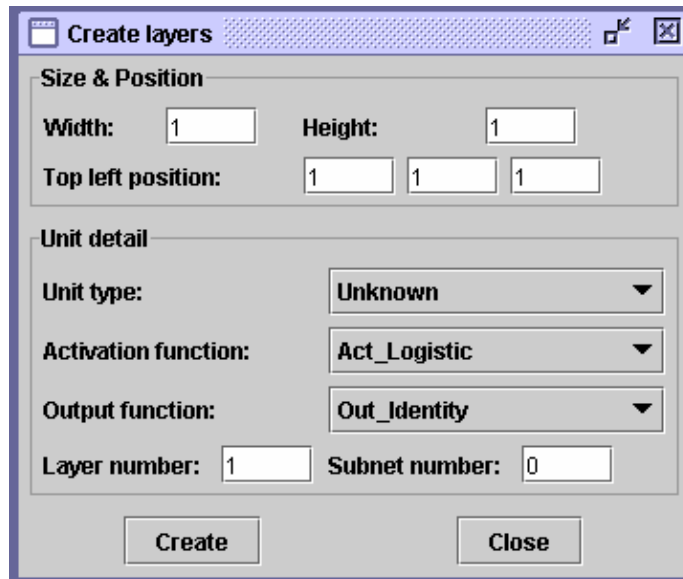 Create layers
Size & Position
Width: 1 Height: 1
Top left position: 1 1 1
Unit detail
Unit type: Unknown
Activation function: Act_Logistic
Output function: Out_Identity
Layer number: 1 Subnet number: 0
Create Close